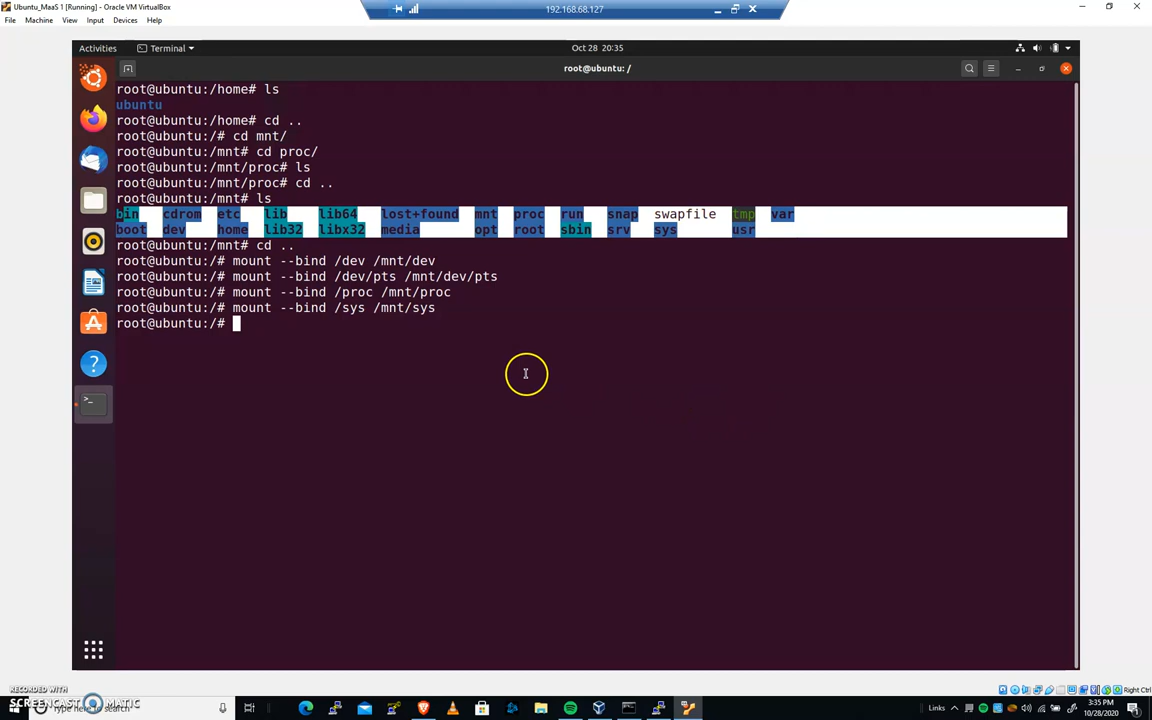 Ubuntu_MaaS 1 [Running] - Oracle VM VirtualBox
192.168.68.127
File Machine View Input Devices Help
Activities Terminal Oct 28 20:35
root@ubuntu: /
root@ubuntu:/home# ls
ubuntu
root@ubuntu:/home# cd ..
root@ubuntu:/# cd mnt/
root@ubuntu:/mnt# cd proc/
root@ubuntu:/mnt/proc# ls
root@ubuntu:/mnt/proc# cd ..
root@ubuntu:/mnt# ls
bin cdrom etc lib lib64 lost+found mnt proc run snap swapfile tmp var
boot dev home lib32 libx32 media opt root sbin srv sys usr
root@ubuntu:/mnt# cd ..
root@ubuntu:/# mount --bind /dev /mnt/dev
root@ubuntu:/# mount --bind /dev/pts /mnt/dev/pts
root@ubuntu:/# mount --bind /proc /mnt/proc
root@ubuntu:/# mount --bind /sys /mnt/sys
root@ubuntu:/#
Right Ctrl
RECORDED WITH
SCREENCAST MATIC
Type here to search
Links
3:35 PM
10/28/2020